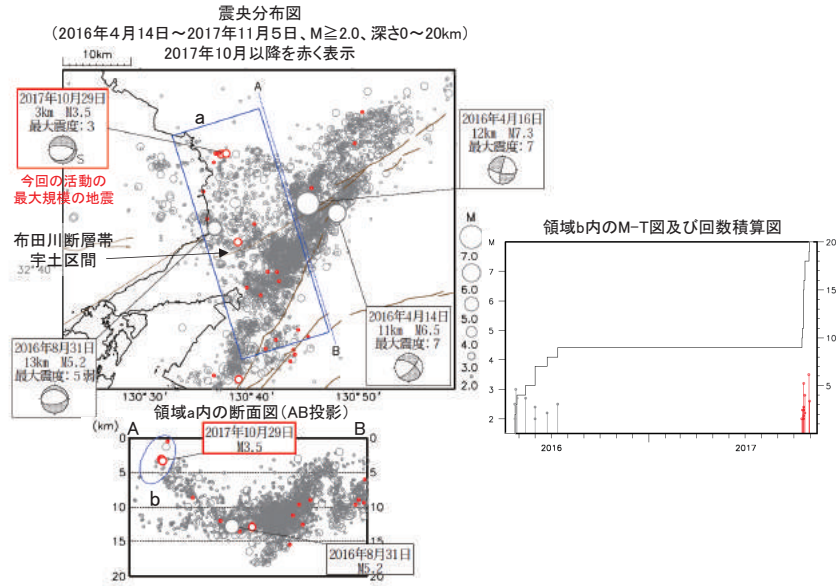 震央分布図
(2016年4月14日～2017年11月5日、M≧2.0、深さ0～20km)
2017年10月以降を赤く表示
10km
A
a
2017年10月29日
3km M3.5
最大震度:3
S
今回の活動の
最大規模の地震
2016年4月16日
12km M7.3
最大震度:7
布田川断層帯
宇土区間
32°40'
M
7.0
6.0
5.0
4.0
3.0
2.0
2016年4月14日
11km M6.5
最大震度:7
2016年8月31日
13km M5.2
最大震度:5弱
B
130°30'
130°40'
130°50'
領域a内の断面図(AB投影)
(km)
A
B
0
5
10
15
20
2017年10月29日
M3.5
b
2016年8月31日
M5.2
0
5
10
15
20
領域b内のM-T図及び回数積算図
M
7
6
5
4
3
2
20
15
10
5
2016
2017